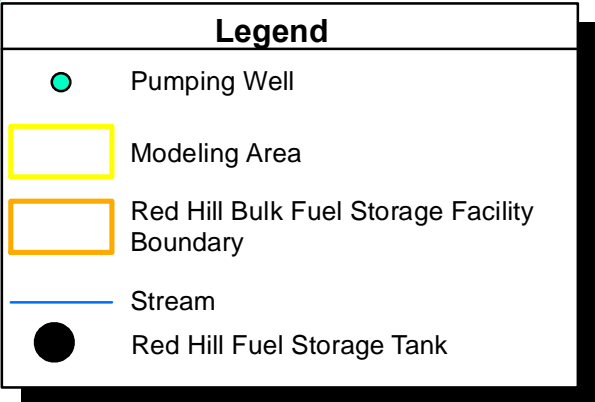 Legend
Pumping Well
Modeling Area
Red Hill Bulk Fuel Storage Facility
Boundary
Stream
Red Hill Fuel Storage Tank